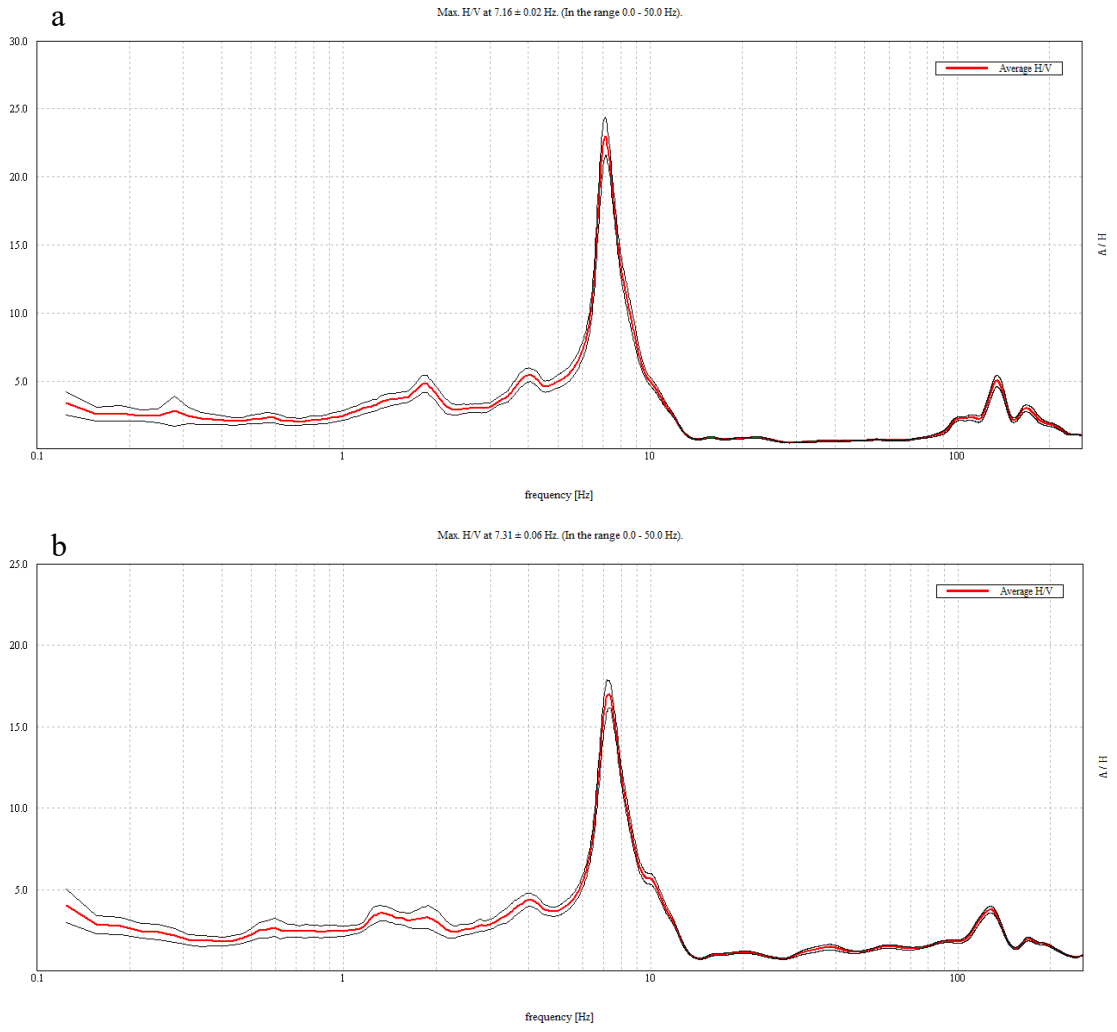 a
Max. H/V at 7.16 ± 0.02 Hz. (In the range 0.0 - 50.0 Hz).
30.0
Average H/V
25.0
20.0
15.0
H / V
10.0
5.0
0.1
1
10
100
frequency [Hz]
b
Max. H/V at 7.31 ± 0.06 Hz. (In the range 0.0 - 50.0 Hz).
25.0
Average H/V
20.0
15.0
H / V
10.0
5.0
0.1
1
10
100
frequency [Hz]